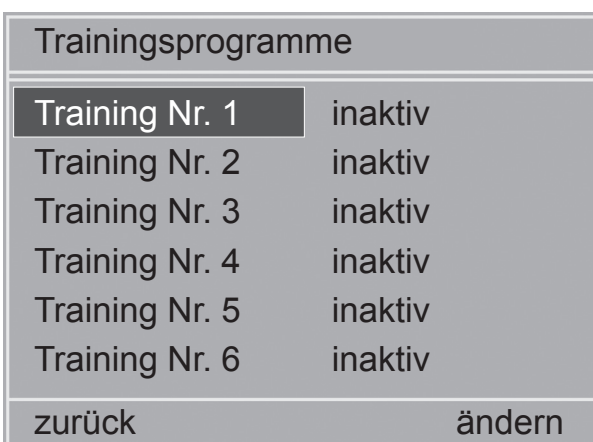 Trainingsprogramme
Training Nr. 1 inaktiv
Training Nr. 2 inaktiv
Training Nr. 3 inaktiv
Training Nr. 4 inaktiv
Training Nr. 5 inaktiv
Training Nr. 6 inaktiv
zurück ändern